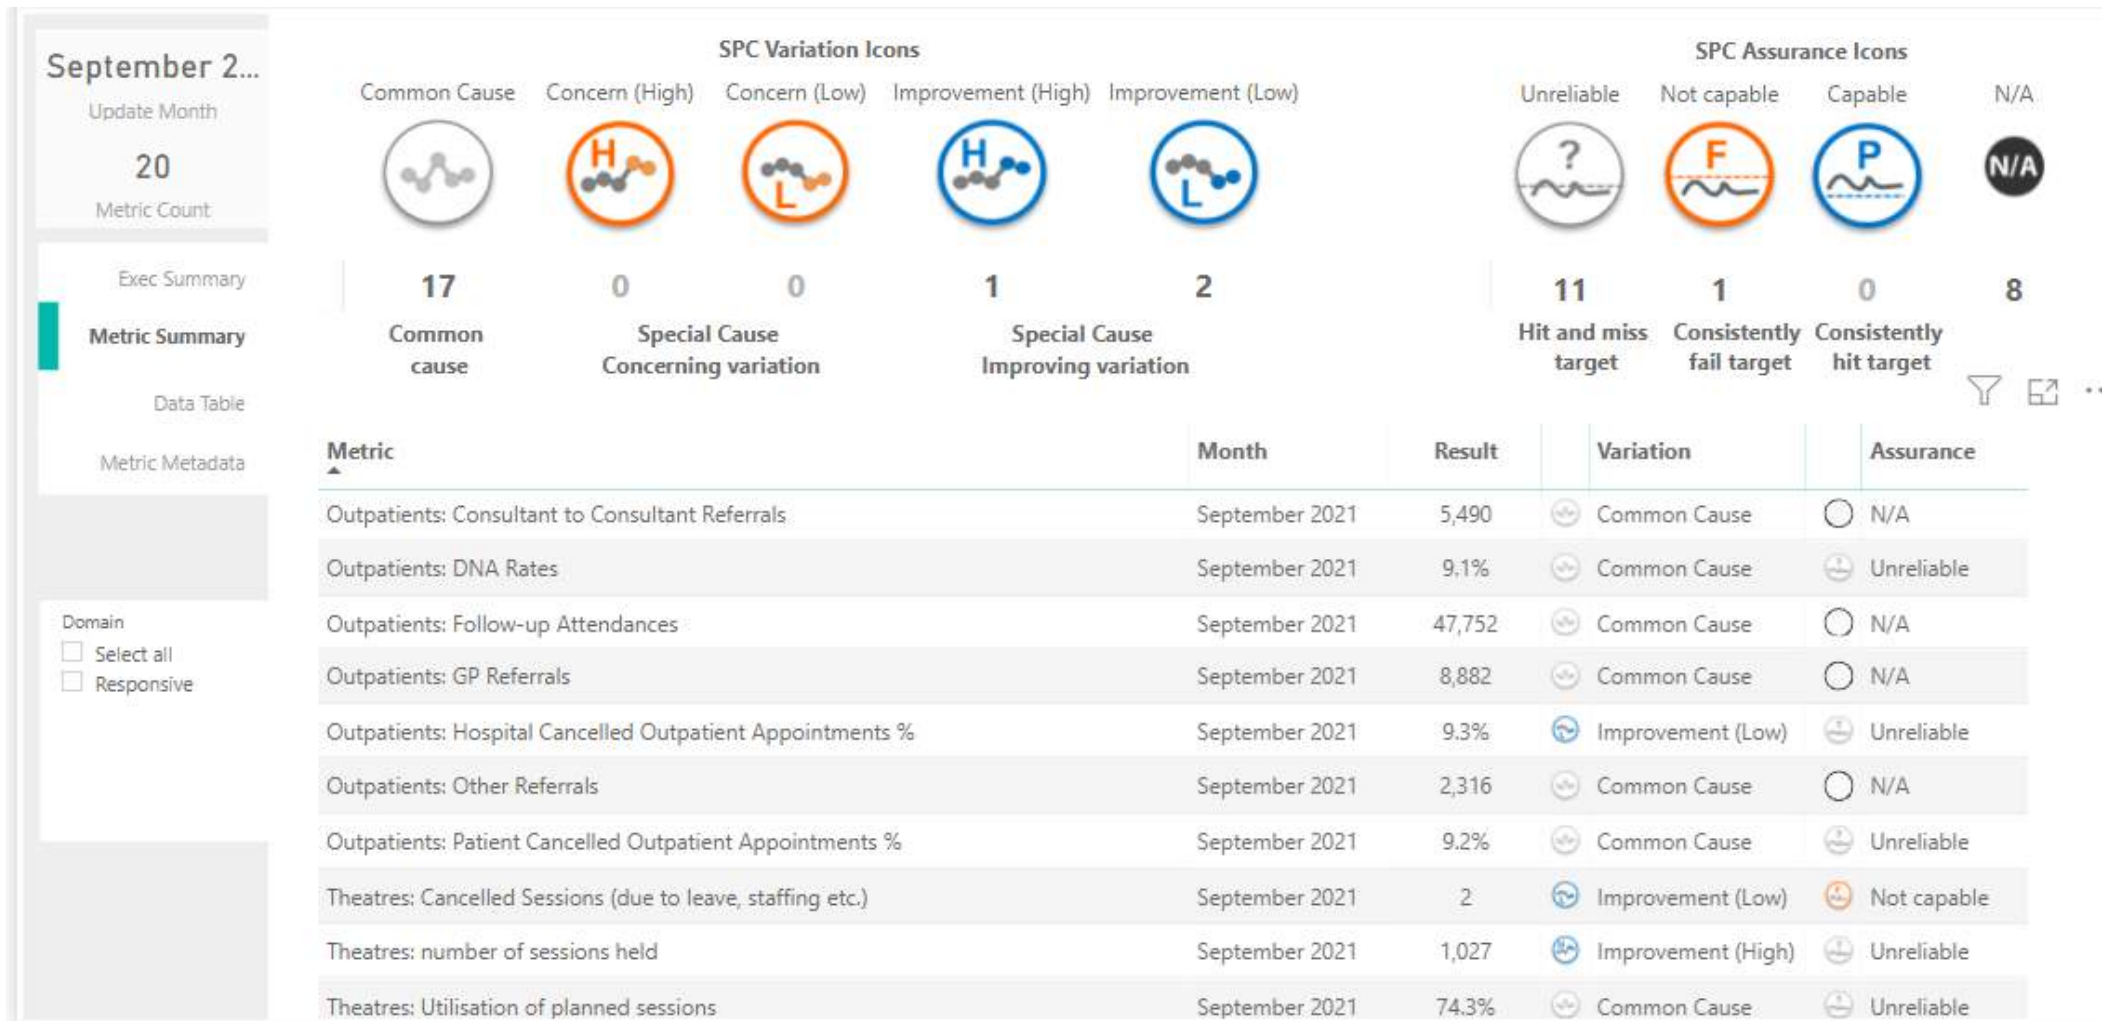 September 2...
Update Month
20
Metric Count
Exec Summary
Metric Summary
Data Table
Metric Metadata
Domain
Select all
Responsive
SPC Variation Icons
Common Cause Concern (High) Concern (Low) Improvement (High) Improvement (Low)
H L H L
17 0 0 1 2
Common cause
Special Cause
Concerning variation
Special Cause
Improving variation
SPC Assurance Icons
Unreliable Not capable Capable N/A
? F P N/A
11 1 0 8
Hit and miss target
Consistently fail target
Consistently hit target
Metric Month Result Variation Assurance
Outpatients: Consultant to Consultant Referrals September 2021 5,490 Common Cause N/A
Outpatients: DNA Rates September 2021 9.1% Common Cause Unreliable
Outpatients: Follow-up Attendances September 2021 47,752 Common Cause N/A
Outpatients: GP Referrals September 2021 8,882 Common Cause N/A
Outpatients: Hospital Cancelled Outpatient Appointments % September 2021 9.3% Improvement (Low) Unreliable
Outpatients: Other Referrals September 2021 2,316 Common Cause N/A
Outpatients: Patient Cancelled Outpatient Appointments % September 2021 9.2% Common Cause Unreliable
Theatres: Cancelled Sessions (due to leave, staffing etc.) September 2021 2 Improvement (Low) Not capable
Theatres: number of sessions held September 2021 1,027 Improvement (High) Unreliable
Theatres: Utilisation of planned sessions September 2021 74.3% Common Cause Unreliable